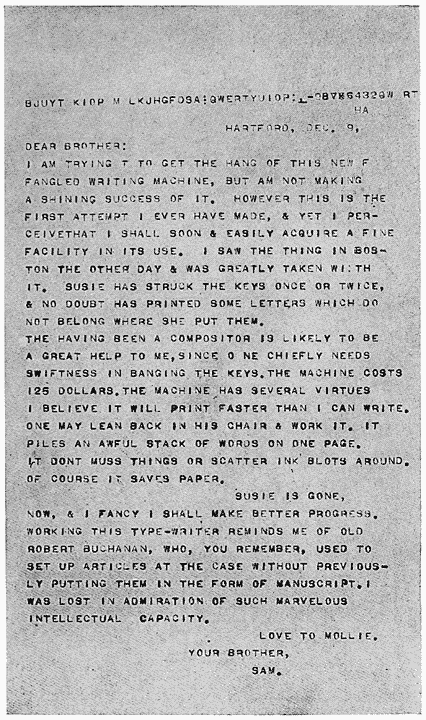 BJUYT KIOP M LKJHGFDSA:QWERTYUIOP:_-98V%6432QW RT
HA
HARTFORD, DEC. 9,
DEAR BROTHER:
I AM TRYING T TO GET THE HANG OF THIS NEW F
FANGLED WRITING MACHINE, BUT AM NOT MAKING
A SHINING SUCCESS OF IT. HOWEVER THIS IS THE
FIRST ATTEMPT I EVER HAVE MADE, & YET I PER-
CEIVETHAT I SHALL SOON & EASILY ACQUIRE A FINE
FACILITY IN ITS USE. I SAW THE THING IN BOS-
TON THE OTHER DAY & WAS GREATLY TAKEN WI:TH
IT. SUSIE HAS STRUCK THE KEYS ONCE OR TWICE,
& NO DOUBT HAS PRINTED SOME LETTERS WHICH DO
NOT BELONG WHERE SHE PUT THEM.
THE HAVING BEEN A COMPOSITOR IS LIKELY TO BE
A GREAT HELP TO ME,SINCE O NE CHIEFLY NEEDS
SWIFTNESS IN BANGING THE KEYS.THE MACHINE COSTS
125 DOLLARS.THE MACHINE HAS SEVERAL VIRTUES
I BELIEVE IT WILL PRINT FASTER THAN I CAN WRITE.
ONE MAY LEAN BACK IN HIS CHAIR & WORK IT. IT
PILES AN AWFUL STACK OF WORDS ON ONE PAGE.
IT DONT MUSS THINGS OR SCATTER INK BLOTS AROUND.
OF COURSE IT SAVES PAPER.
SUSIE IS GONE,
NOW, & I FANCY I SHALL MAKE BETTER PROGRESS.
WORKING THIS TYPE-WRITER REMINDS ME OF OLD
ROBERT BUCHANAN, WHO, YOU REMEMBER, USED TO
SET UP ARTICLES AT THE CASE WITHOUT PREVIOUS-
LY PUTTING THEM IN THE FORM OF MANUSCRIPT.I
WAS LOST IN ADMIRATION OF SUCH MARVELOUS
INTELLECTUAL CAPACITY.
LOVE TO MOLLIE.
YOUR BROTHER,
SAM.